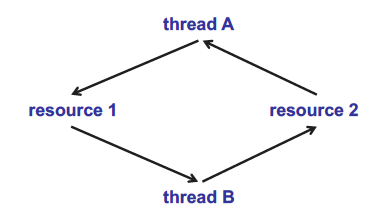 thread A
resource 1
resource 2
thread B